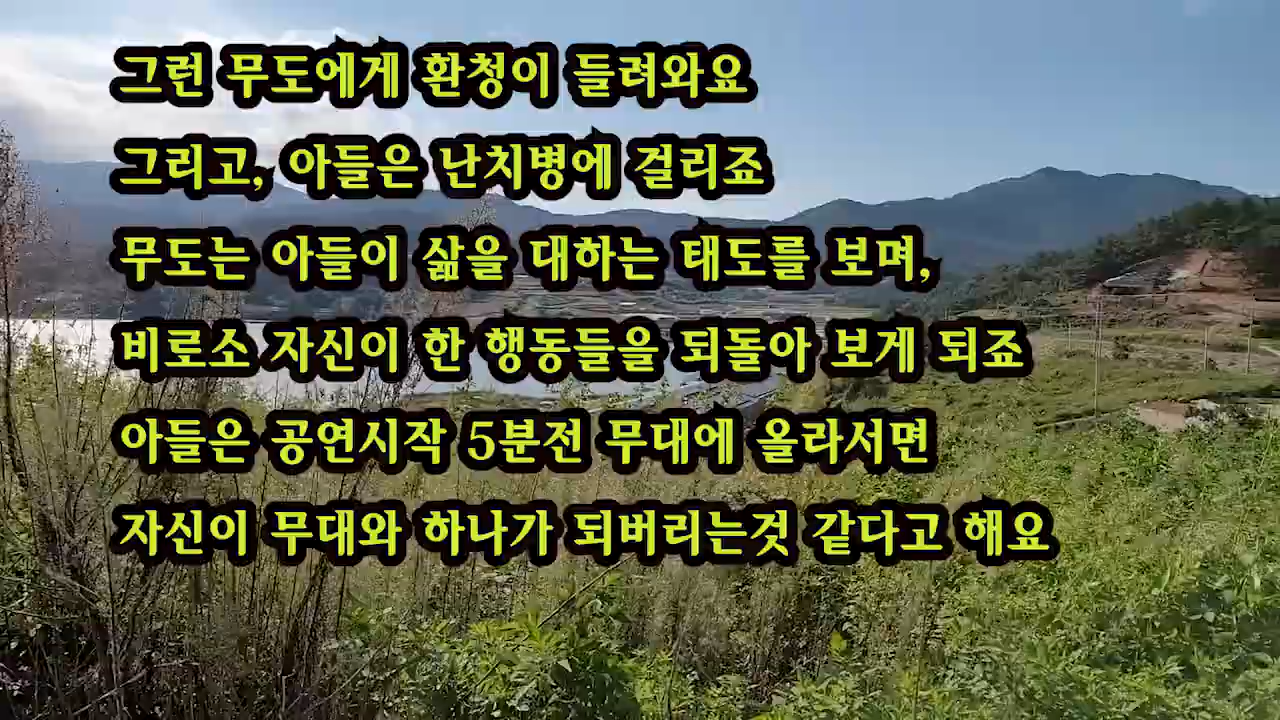 그런 무도에게 환청이 들려와요
그리고, 아들은 난치병에 걸리죠
무도는 아들이 삶을 대하는 태도를 보며,
비로소 자신이 한 행동들을 되돌아 보게 되죠
아들은 공연시작 5분전 무대에 올라서면
자신이 무대와 하나가 되버리는것 같다고 해요